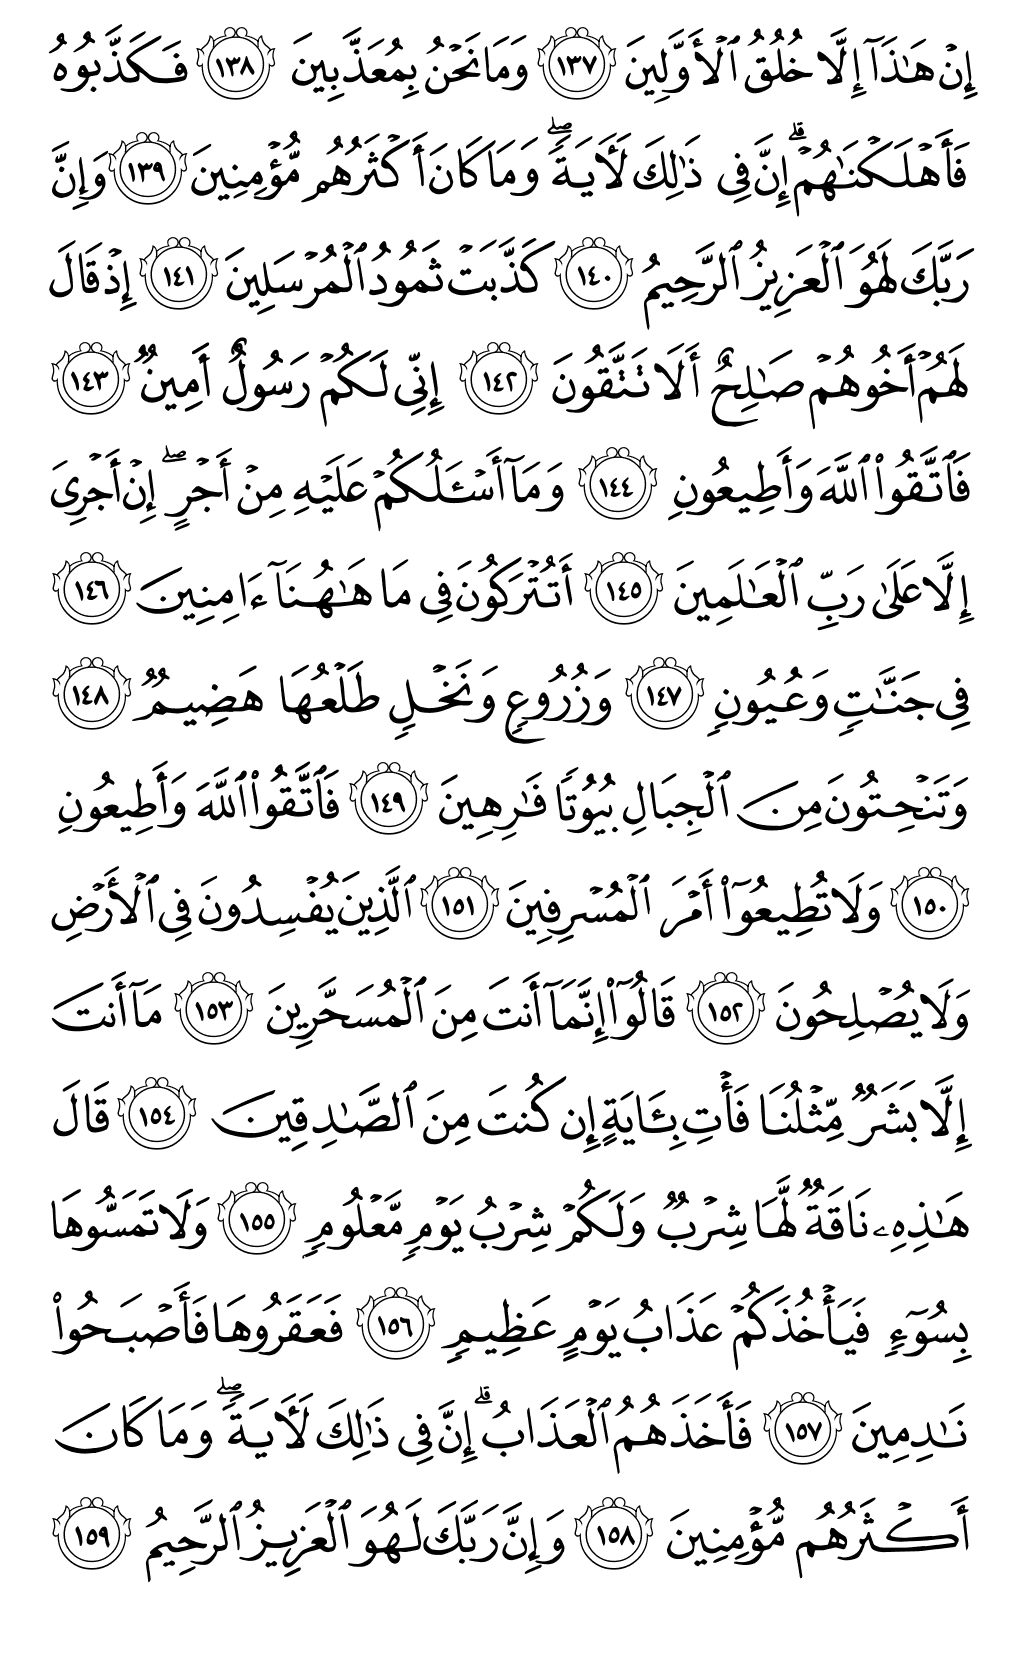 إِنْ هَـٰذَآ إِلَّا خُلُقُ ٱلْأَوَّلِينَ ١٣٧ وَمَا نَحْنُ بِمُعَذَّبِينَ ١٣٨ فَكَذَّبُوهُ
فَأَهْلَكْنَـٰهُمْ ۗ إِنَّ فِى ذَٰلِكَ لَـَٔايَةً ۖ وَمَا كَانَ أَكْثَرُهُم مُّؤْمِنِينَ ١٣٩ وَإِنَّ
رَبَّكَ لَهُوَ ٱلْعَزِيزُ ٱلرَّحِيمُ ١٤٠ كَذَّبَتْ ثَمُودُ ٱلْمُرْسَلِينَ ١٤١ إِذْ قَالَ
لَهُمْ أَخُوهُمْ صَـٰلِحٌ أَلَا تَتَّقُونَ ١٤٢ إِنِّى لَكُمْ رَسُولٌ أَمِينٌ ١٤٣
فَٱتَّقُوا۟ ٱللَّهَ وَأَطِيعُونِ ١٤٤ وَمَآ أَسْـَٔلُكُمْ عَلَيْهِ مِنْ أَجْرٍ ۖ إِنْ أَجْرِىَ
إِلَّا عَلَىٰ رَبِّ ٱلْعَـٰلَمِينَ ١٤٥ أَتُتْرَكُونَ فِى مَا هَـٰهُنَآ ءَامِنِينَ ١٤٦
فِى جَنَّـٰتٍ وَعُيُونٍ ١٤٧ وَزُرُوعٍ وَنَخْلٍ طَلْعُهَا هَضِيمٌ ١٤٨
وَتَنْحِتُونَ مِنَ ٱلْجِبَالِ بُيُوتًا فَـٰرِهِينَ ١٤٩ فَٱتَّقُوا۟ ٱللَّهَ وَأَطِيعُونِ
١٥٠ وَلَا تُطِيعُوٓا۟ أَمْرَ ٱلْمُسْرِفِينَ ١٥١ ٱلَّذِينَ يُفْسِدُونَ فِى ٱلْأَرْضِ
وَلَا يُصْلِحُونَ ١٥٢ قَالُوٓا۟ إِنَّمَآ أَنتَ مِنَ ٱلْمُسَحَّرِينَ ١٥٣ مَآ أَنتَ
إِلَّا بَشَرٌ مِّثْلُنَا فَأْتِ بِـَٔايَةٍ إِن كُنتَ مِنَ ٱلصَّـٰدِقِينَ ١٥٤ قَالَ
هَـٰذِهِۦ نَاقَةٌ لَّهَا شِرْبٌ وَلَكُمْ شِرْبُ يَوْمٍ مَّعْلُومٍ ١٥٥ وَلَا تَمَسُّوهَا
بِسُوٓءٍ فَيَأْخُذَكُمْ عَذَابُ يَوْمٍ عَظِيمٍ ١٥٦ فَعَقَرُوهَا فَأَصْبَحُوا۟
نَـٰدِمِينَ ١٥٧ فَأَخَذَهُمُ ٱلْعَذَابُ ۗ إِنَّ فِى ذَٰلِكَ لَـَٔايَةً ۖ وَمَا كَانَ
أَكْثَرُهُم مُّؤْمِنِينَ ١٥٨ وَإِنَّ رَبَّكَ لَهُوَ ٱلْعَزِيزُ ٱلرَّحِيمُ ١٥٩